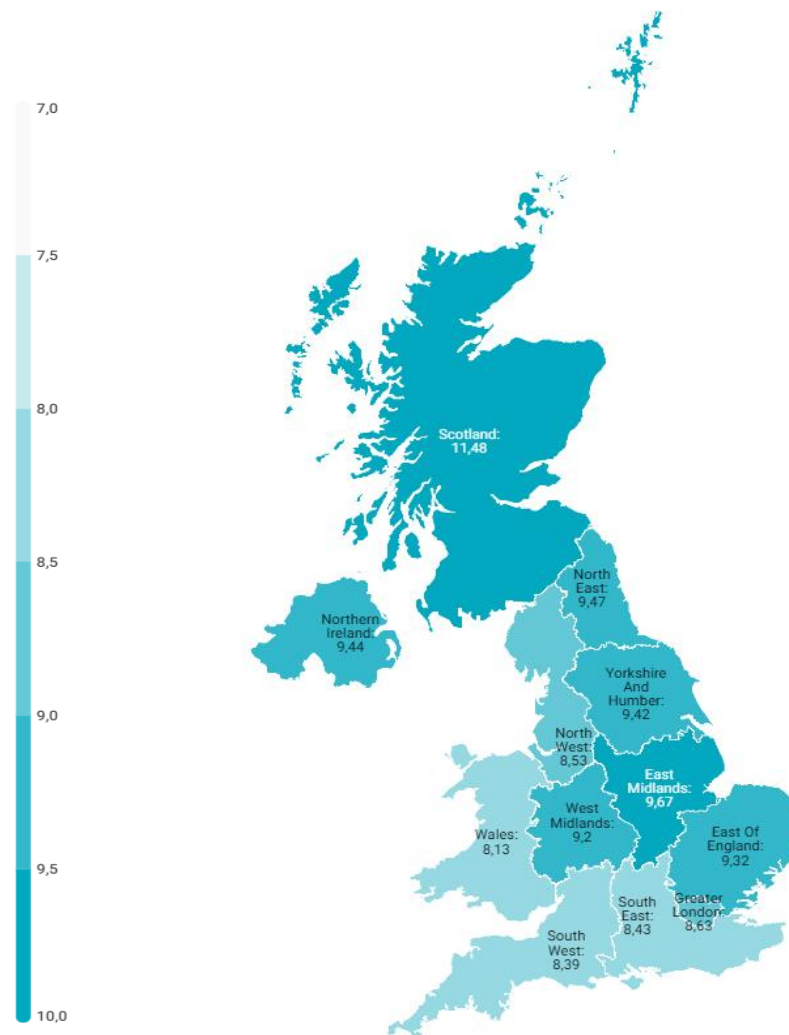 7,0
7,5
8,0
8,5
9,0
9,5
10,0
Scotland:
11,48
North
East:
9,47
Northern
Ireland:
9,44
Yorkshire
And
Humber:
9,42
North
West:
8,53
East
Midlands:
9,67
West
Midlands:
9,2
Wales:
8,13
East Of
England:
9,32
South
East:
8,43
Greater
London:
8,63
South
West:
8,39